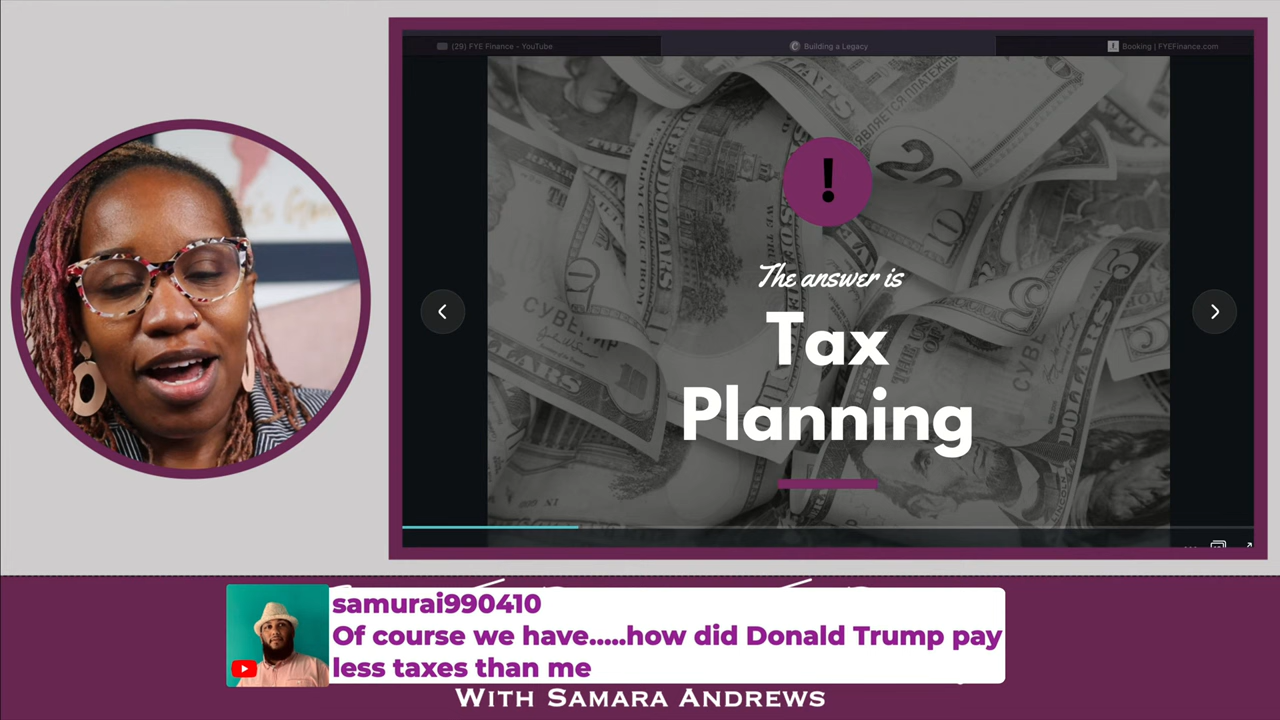 (29) FYE Finance - YouTube
Building a Legacy
Booking | FYEFinance.com
!
The answer is
Tax
Planning
samurai990410
Of course we have.....how did Donald Trump pay
less taxes than me
WITH SAMARA ANDREWS